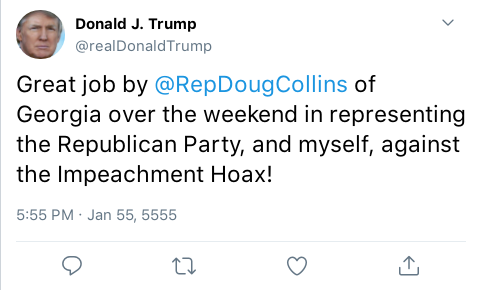 Donald J. Trump
@realDonaldTrump
Great job by @RepDougCollins of
Georgia over the weekend in representing
the Republican Party, and myself, against
the Impeachment Hoax!
5:55 PM · Jan 55, 5555